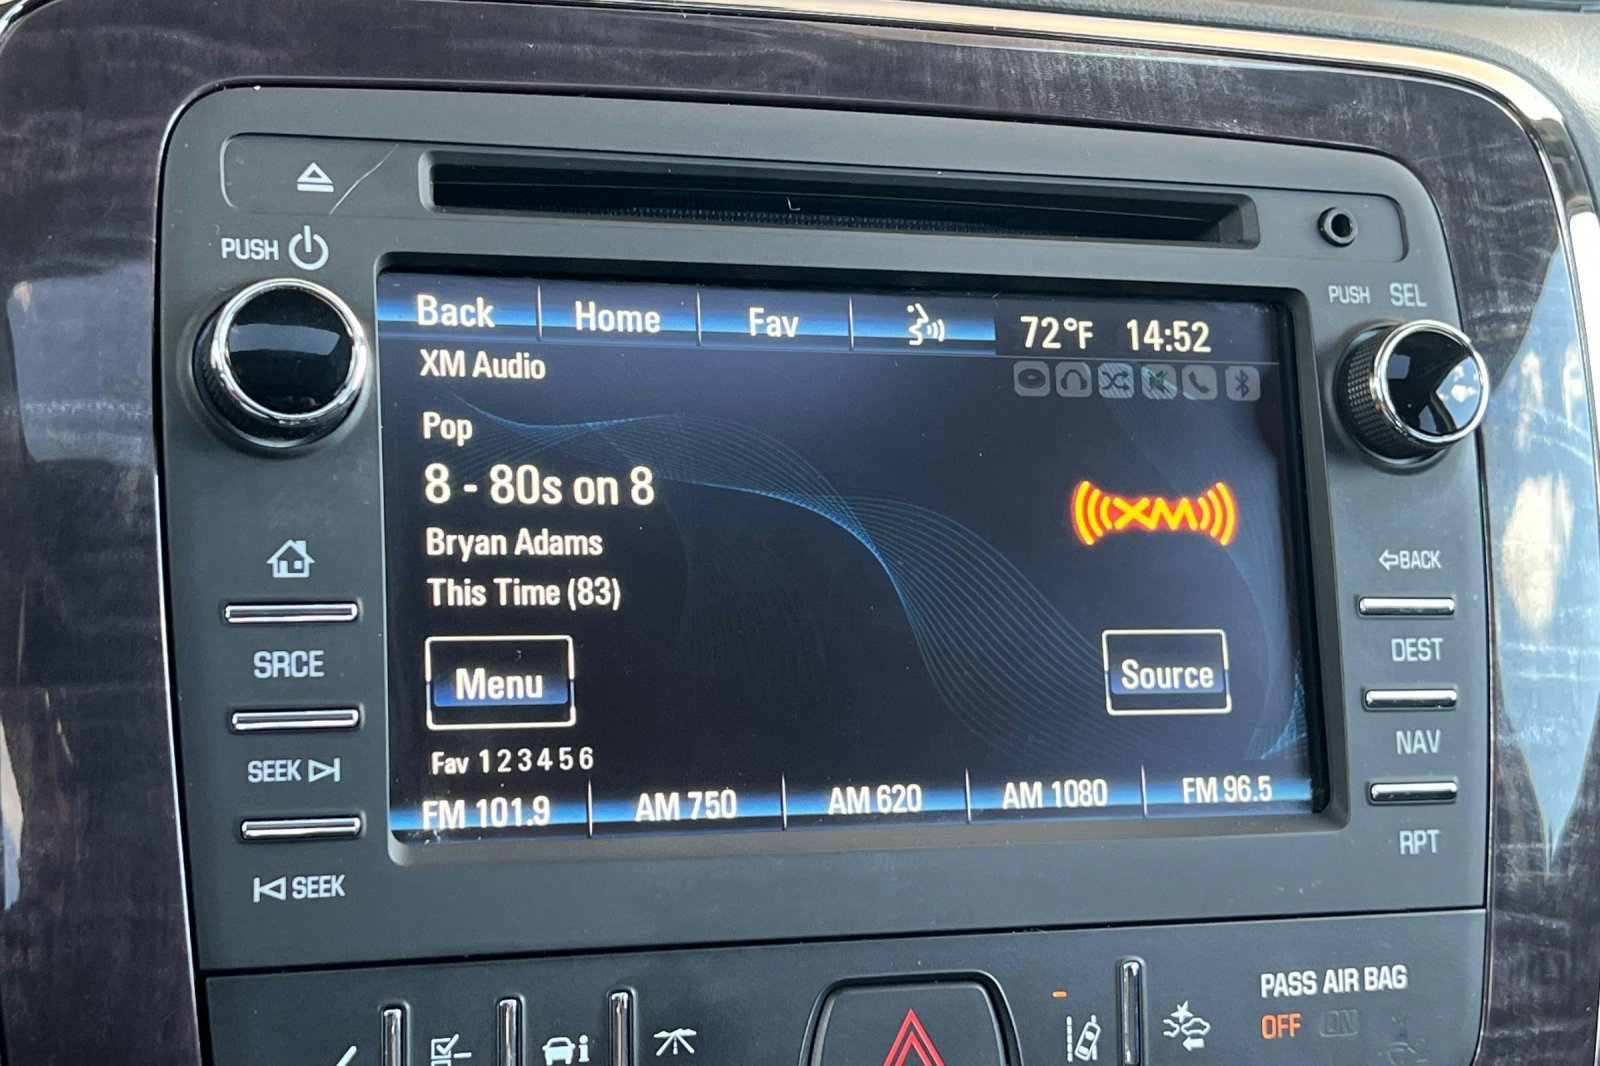 PUSH
PUSH SEL
Back Home Fav 72°F 14:52
XM Audio
Pop
8 - 80s on 8
XM
Bryan Adams
This Time (83)
Menu
Source
Fav 1 2 3 4 5 6
FM 101.9 AM 750 AM 620 AM 1080 FM 96.5
SRCE
SEEK
SEEK
BACK
DEST
NAV
RPT
PASS AIR BAG
OFF ON